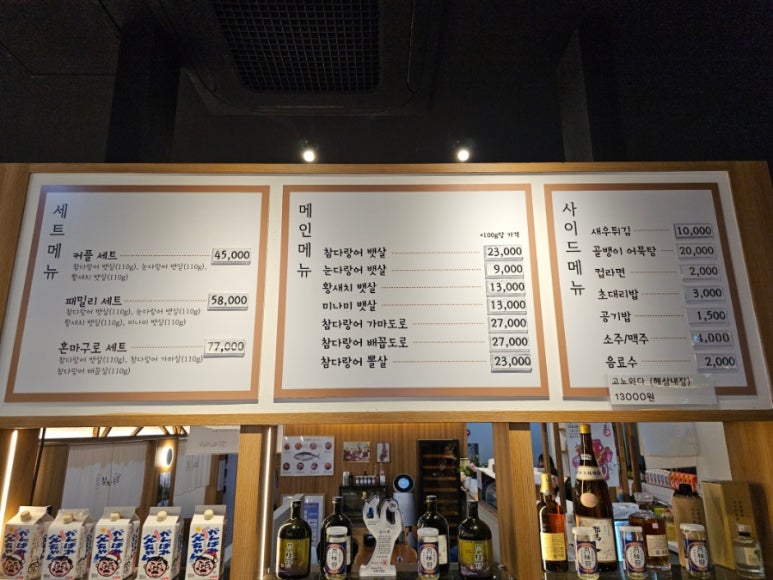 세트메뉴
커플 세트 45,000
참다랑어 뱃살(110g), 눈다랑어 뱃살(110g),
황새치 뱃살(110g)
패밀리 세트 58,000
참다랑어 뱃살(110g), 눈다랑어 뱃살(110g),
황새치 뱃살(110g), 미나미 뱃살(110g)
혼마구로 세트 77,000
참다랑어 뱃살(110g), 참다랑어 가마살(110g)
참다랑어 배꼽살(110g)
메인메뉴
*100g당 가격
참다랑어 뱃살 23,000
눈다랑어 뱃살 9,000
황새치 뱃살 13,000
미나미 뱃살 13,000
참다랑어 가마도로 27,000
참다랑어 배꼽도로 27,000
참다랑어 뽈살 23,000
사이드메뉴
새우튀김 10,000
골뱅이 어묵탕 20,000
컵라면 2,000
초대리밥 3,000
공기밥 1,500
소주/맥주 4,000
음료수 2,000
고노와다 (해삼내장)
13000원